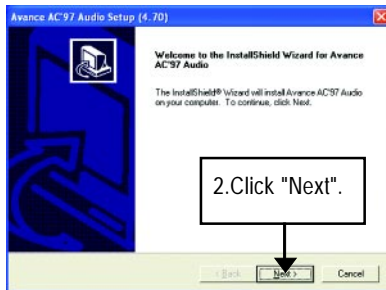 Avance AC'97 Audio Setup (4.70)
Welcome to the InstallShield Wizard for Avance
AC'97 Audio
The InstallShield® Wizard will install Avance AC'97 Audio
on your computer. To continue, click Next.
2.Click "Next".
< Back
Next >
Cancel